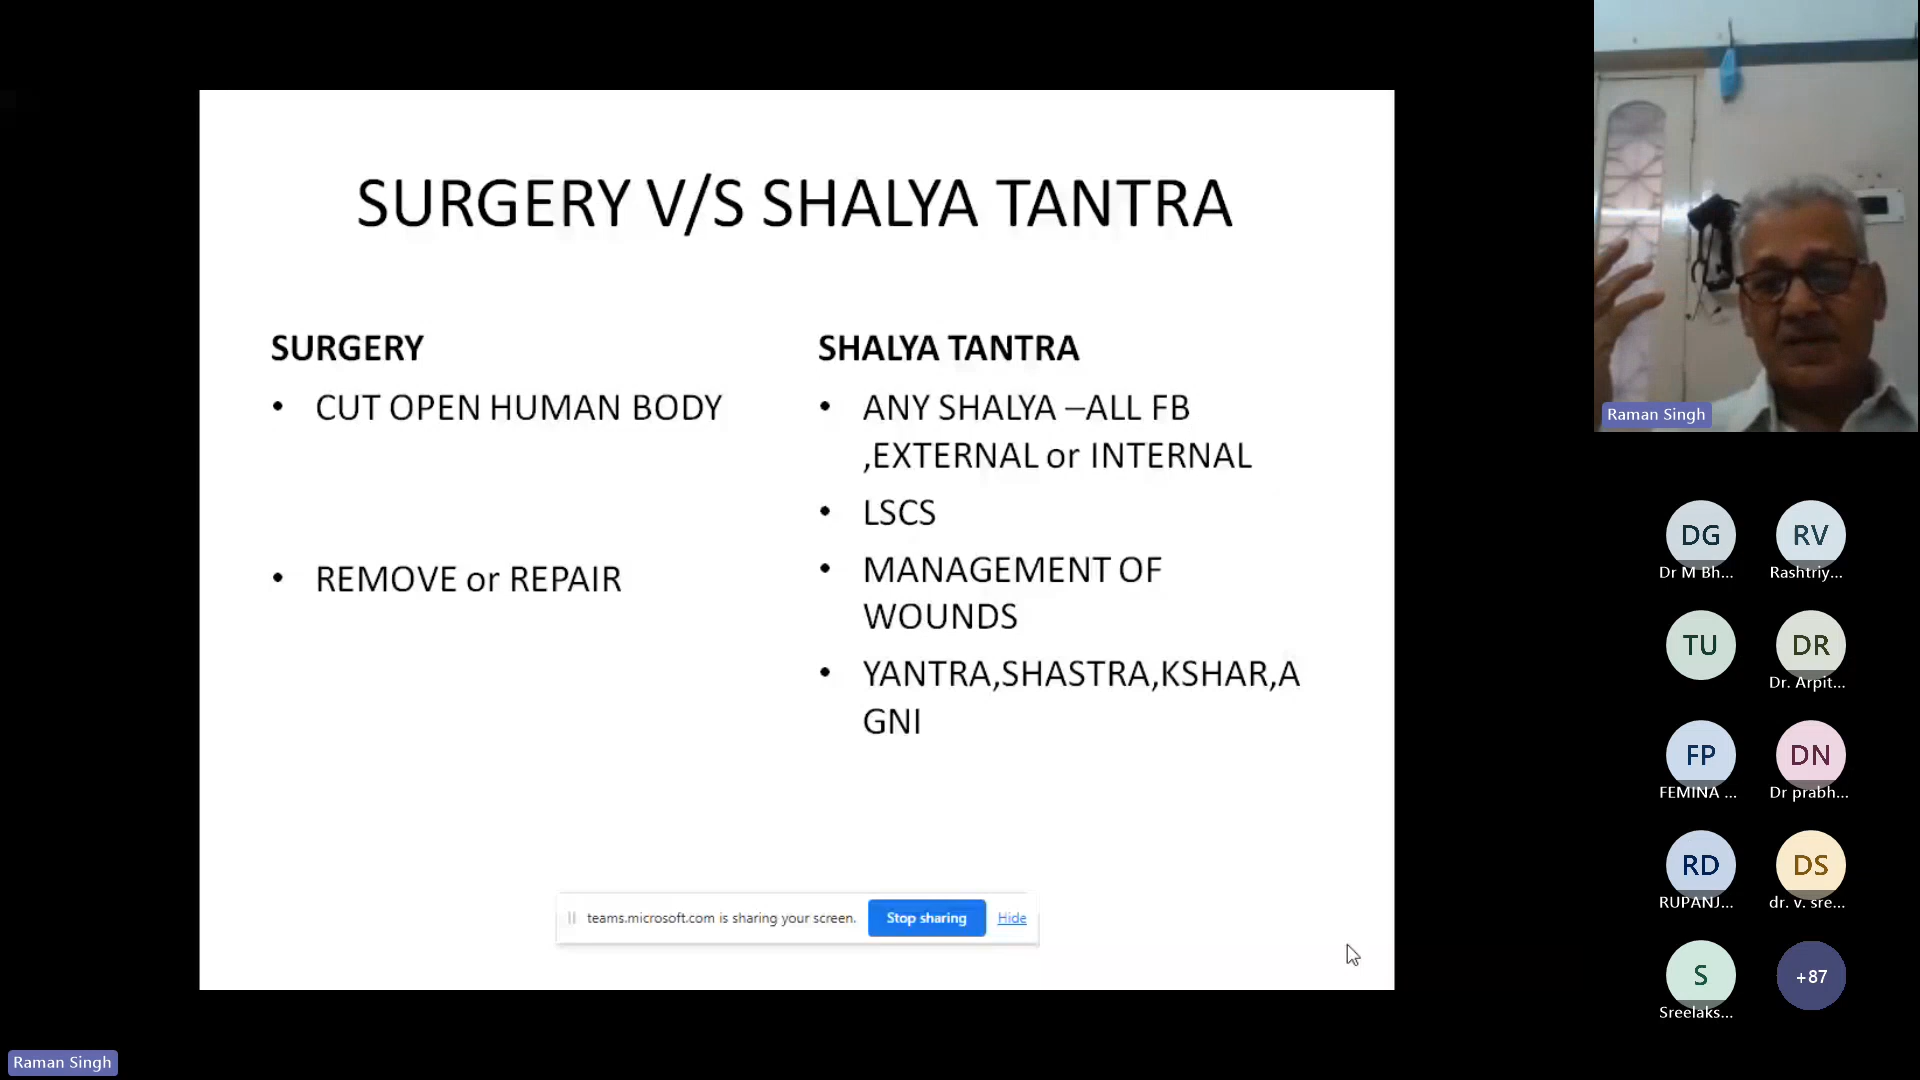 SURGERY V/S SHALYA TANTRA
SURGERY
• CUT OPEN HUMAN BODY
• REMOVE or REPAIR
SHALYA TANTRA
• ANY SHALYA –ALL FB
,EXTERNAL or INTERNAL
• LSCS
• MANAGEMENT OF
WOUNDS
• YANTRA,SHASTRA,KSHAR,A
GNI
teams.microsoft.com is sharing your screen. Stop sharing Hide
Raman Singh
DG RV
Dr M Bh... Rashtriy...
TU DR
Dr. Arpit...
FP DN
FEMINA ... Dr prabh...
RD DS
RUPANJ... dr. v. sre...
S +87
Sreelaks...
Raman Singh